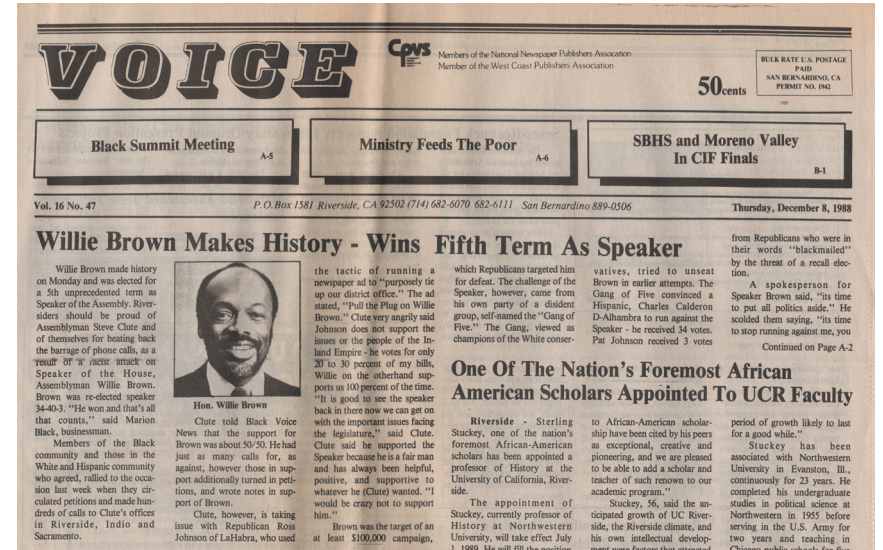 VOICE
CPVS
Members of the National Newspaper Publishers Assocation
Member of the West Coast Publishers Association
50cents
BULK RATE U.S. POSTAGE
PAID
SAN BERNARDINO, CA
PERMIT NO. 1942
Black Summit Meeting
A-5
Ministry Feeds The Poor
A-6
SBHS and Moreno Valley
In CIF Finals
B-1
Vol. 16 No. 47
P.O. Box 1581 Riverside, CA 92502 (714) 682-6070 682-6111 San Bernardino 889-0506
Thursday, December 8, 1988
Willie Brown Makes History - Wins Fifth Term As Speaker
Willie Brown made history
on Monday and was elected for
a 5th unprecedented term as
Speaker of the Assembly. River-
siders should be proud of
Assemblyman Steve Clute and
of themselves for beating back
the barrage of phone calls, as a
result of a racist attack on
Speaker of the House,
Assemblyman Willie Brown.
Brown was re-elected speaker
34-40-3. "He won and that's all
that counts," said Marion
Black, businessman.
Members of the Black
community and those in the
White and Hispanic community
who agreed, rallied to the occa-
sion last week when they cir-
culated petitions and made hun-
dreds of calls to Clute's offices
in Riverside, Indio and
Sacramento.
Hon. Willie Brown
Clute told Black Voice
News that the support for
Brown was about 50/50. He had
just as many calls for, as
against, however those in sup-
port additionally turned in peti-
tions, and wrote notes in sup-
port of Brown.
Clute, however, is taking
issue with Republican Ross
Johnson of LaHabra, who used
the tactic of running a
newspaper ad to "purposely tie
up our district office." The ad
stated, "Pull the Plug on Willie
Brown." Clute very angrily said
Johnson does not support the
issues or the people of the In-
land Empire - he votes for only
20 to 30 percent of my bills,
Willie on the otherhand sup-
ports us 100 percent of the time.
"It is good to see the speaker
back in there now we can get on
with the important issues facing
the legislature," said Clute.
Clute said he supported the
Speaker because he is a fair man
and has always been helpful,
positive, and supportive to
whatever he (Clute) wanted. "I
would be crazy not to support
him."
Brown was the target of an
at least $100,000 campaign,
which Republicans targeted him
for defeat. The challenge of the
Speaker, however, came from
his own party of a disident
group, self-named the "Gang of
Five." The Gang, viewed as
champions of the White conser-
vatives, tried to unseat
Brown in earlier attempts. The
Gang of Five convinced a
Hispanic, Charles Calderon
D-Alhambra to run against the
Speaker - he received 34 votes.
Pat Johnson received 3 votes
from Republicans who were in
their words "blackmailed"
by the threat of a recall elec-
tion.
A spokesperson for
Speaker Brown said, "its time
to put all politics aside." He
scolded them saying, "its time
to stop running against me, you
Continued on Page A-2
One Of The Nation's Foremost African
American Scholars Appointed To UCR Faculty
Riverside - Sterling
Stuckey, one of the nation's
foremost African-American
scholars has been appointed a
professor of History at the
University of California, River-
side.
The appointment of
Stuckey, currently professor of
History at Northwestern
University, will take effect July
1, 1989. He will fill the position
to African-American scholar-
ship have been cited by his peers
as exceptional, creative and
pioneering, and we are pleased
to be able to add a scholar and
teacher of such renown to our
academic program."
Stuckey, 56, said the an-
ticipated growth of UC River-
side, the Riverside climate, and
his own intellectual develop-
ment were factors that attracted
period of growth likely to last
for a good while."
Stuckey has been
associated with Northwestern
University in Evanston, Ill.,
continuously for 23 years. He
completed his undergraduate
studies in political science at
Northwestern in 1955 before
serving in the U.S. Army for
two years and teaching in
Chicago public schools for five